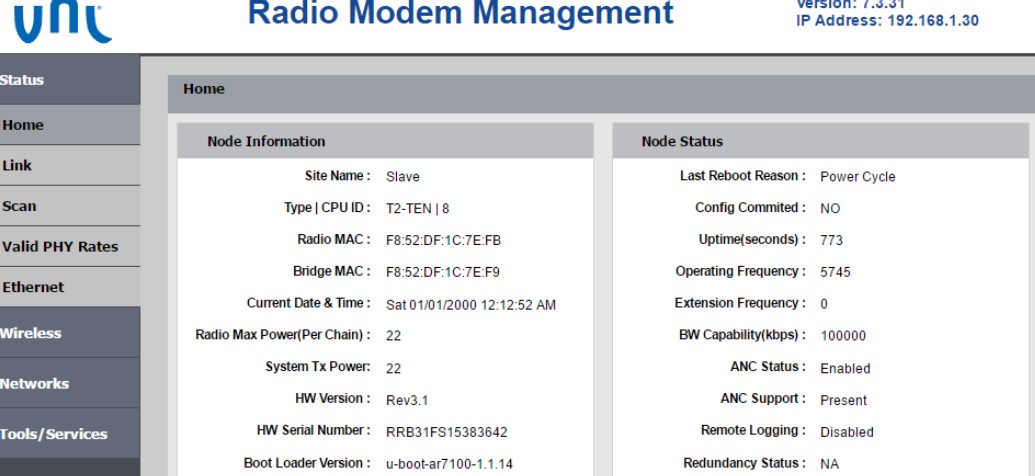 Radio Modem Management
Version: 7.3.31
IP Address: 192.168.1.30
Status
Home
Link
Scan
Valid PHY Rates
Ethernet
Wireless
Networks
Tools/Services
Home
Node Information
Site Name : Slave
Type | CPU ID : T2-TEN | 8
Radio MAC : F8:52:DF:1C:7E:FB
Bridge MAC : F8:52:DF:1C:7E:F9
Current Date & Time : Sat 01/01/2000 12:12:52 AM
Radio Max Power(Per Chain) : 22
System Tx Power: 22
HW Version : Rev3.1
HW Serial Number : RRB31FS15383642
Boot Loader Version : u-boot-ar7100-1.1.14
Node Status
Last Reboot Reason : Power Cycle
Config Commited : NO
Uptime(seconds) : 773
Operating Frequency : 5745
Extension Frequency : 0
BW Capability(kbps) : 100000
ANC Status : Enabled
ANC Support : Present
Remote Logging : Disabled
Redundancy Status : NA